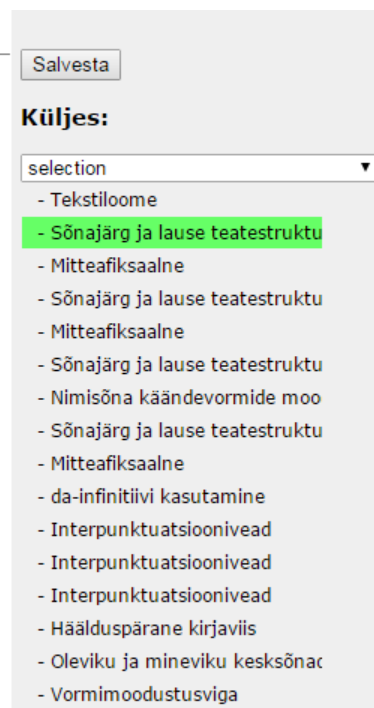 Salvesta
Küljes:
selection
- Tekstiloome
- Sõnajärg ja lause teatestruktu
- Mitteafiksaalne
- Sõnajärg ja lause teatestruktu
- Mitteafiksaalne
- Sõnajärg ja lause teatestruktu
- Nimisõna käändevormide moo
- Sõnajärg ja lause teatestruktu
- Mitteafiksaalne
- da-infinitiivi kasutamine
- Interpunktuatsioonivead
- Interpunktuatsioonivead
- Interpunktuatsioonivead
- Häälduspärane kirjaviis
- Oleviku ja mineviku kesksõnac
- Vormimoodustusviga